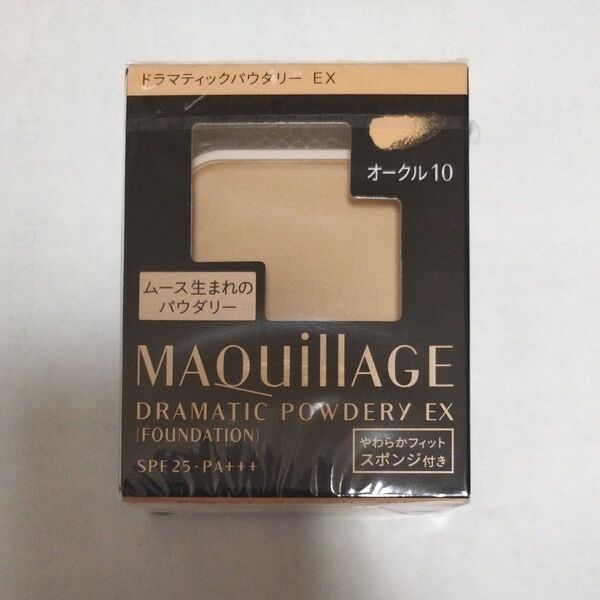 ドラマティックパウダリー EX
オークル10
ムース生まれの
パウダリー
MAQuillAGE
DRAMATIC POWDERY EX
(FOUNDATION)
SPF25・PA+++
やわらかフィット
スポンジ付き